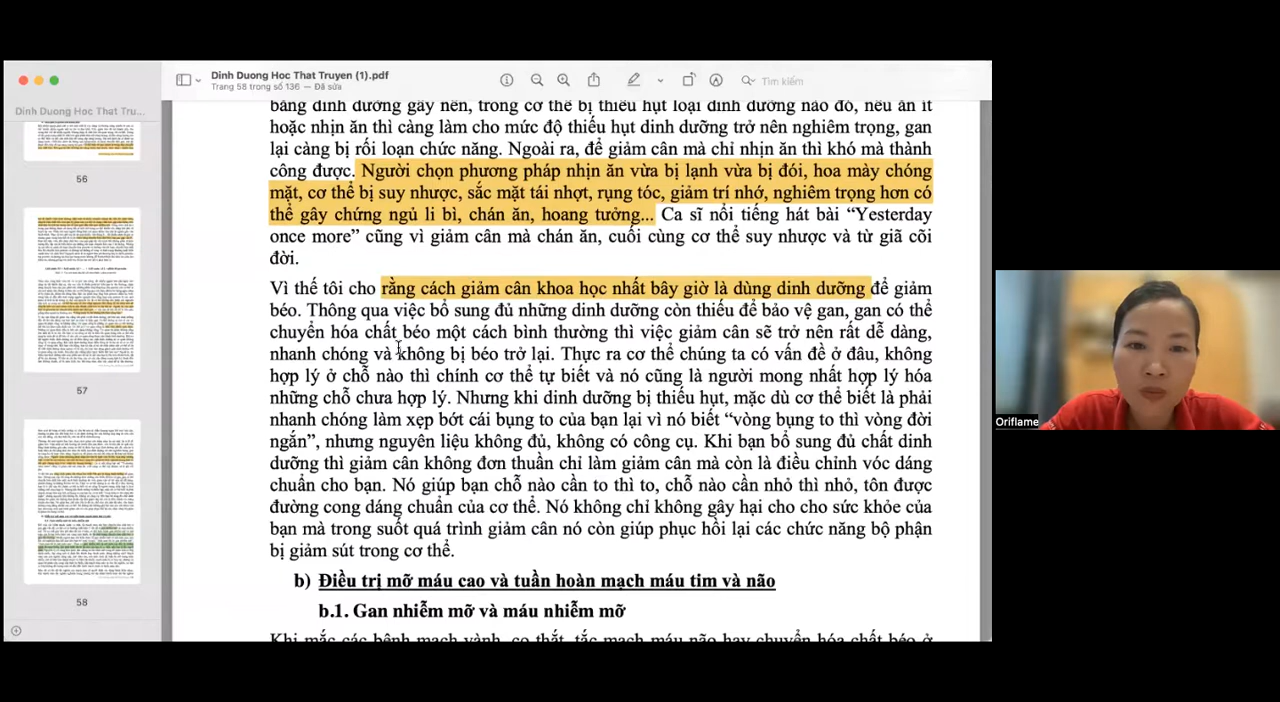 Dinh Duong Hoc That Truyen (1).pdf
Trang 58 trong số 136 — Đã sửa
Tìm kiếm
Dinh Duong Hoc That Tru...
56
57
58
bằng dinh dưỡng gây nên, trong cơ thể bị thiếu hụt loại dinh dưỡng nào đó, nếu ăn ít
hoặc nhịn ăn thì càng làm cho mức độ thiếu hụt dinh dưỡng thêm nghiêm trọng, gan
lại càng bị rối loạn chức năng. Ngoài ra, để giảm cân mà chỉ nhịn ăn thì khó mà thành
công được. Người chọn phương pháp nhịn ăn vừa bị lạnh vừa bị đói, hoa mày chóng
mặt, cơ thể bị suy nhược, sắc mặt tái nhợt, rụng tóc, giảm trí nhớ, nghiêm trọng hơn có
thể gây chứng ngủ li bì, chán ăn, hoang tưởng... Ca sĩ nổi tiếng hát bài “Yesterday
once more” cũng vì giảm cân mà nhịn ăn, cuối cùng cơ thể suy nhược và từ giã cõi
đời.
Vì thế tôi cho rằng cách giảm cân khoa học nhất bây giờ là dùng dinh dưỡng để giảm
béo. Thông qua việc bổ sung những dinh dưỡng còn thiếu để bảo vệ gan, gan có thể
chuyển hóa chất béo một cách bình thường thì việc giảm cân sẽ trở nên rất dễ dàng,
nhanh chóng và không bị béo trở lại. Thực ra cơ thể chúng ta có vấn đề ở đâu, không
hợp lý ở chỗ nào thì chính cơ thể tự biết và nó cũng là người mong nhất hợp lý hóa
những chỗ chưa hợp lý. Nhưng khi dinh dưỡng bị thiếu hụt, mặc dù cơ thể biết là phải
nhanh chóng làm xẹp bớt cái bụng to của bạn lại vì nó biết “vòng bụng dài thì vòng đời
ngắn”, nhưng nguyên liệu không đủ, không có công cụ. Khi bạn bổ sung đủ chất dinh
dưỡng thì giảm cân không đơn thuần chỉ làm giảm cân mà còn là điều chỉnh vóc dáng
chuẩn cho bạn. Nó giúp bạn chỗ nào cần to thì to, chỗ nào cần nhỏ thì nhỏ, tôn được
đường cong dáng chuẩn của cơ thể. Nó không chỉ không gây hại cho cho sức khỏe của
bạn mà trong suốt quá trình giảm béo nó còn giúp phục hồi lại các chức năng bộ phận
bị giảm sút trong cơ thể.
b) Điều trị mỡ máu cao và tuần hoàn mạch máu tim và não
b.1. Gan nhiễm mỡ và máu nhiễm mỡ
Khi mắc các bệnh mạch vành, co thắt, tắc mạch máu não hay chuyển hóa chất béo ở
Oriflame